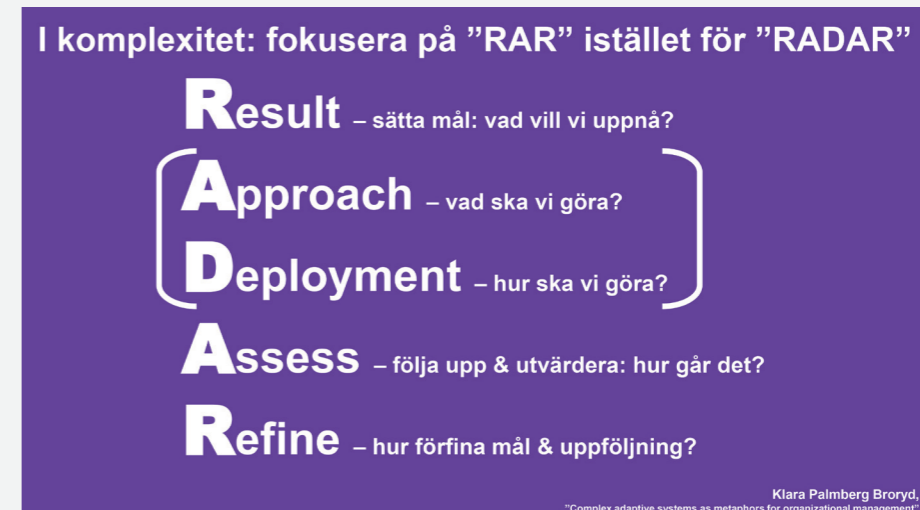 I komplexitet: fokusera på ”RAR” istället för ”RADAR”
Result – sätta mål: vad vill vi uppnå?
Approach – vad ska vi göra?
Deployment – hur ska vi göra?
Assess – följa upp & utvärdera: hur går det?
Refine – hur förfina mål & uppföljning?
Klara Palmberg Broryd,
”Complex adaptive systems as metaphors for organizational management”